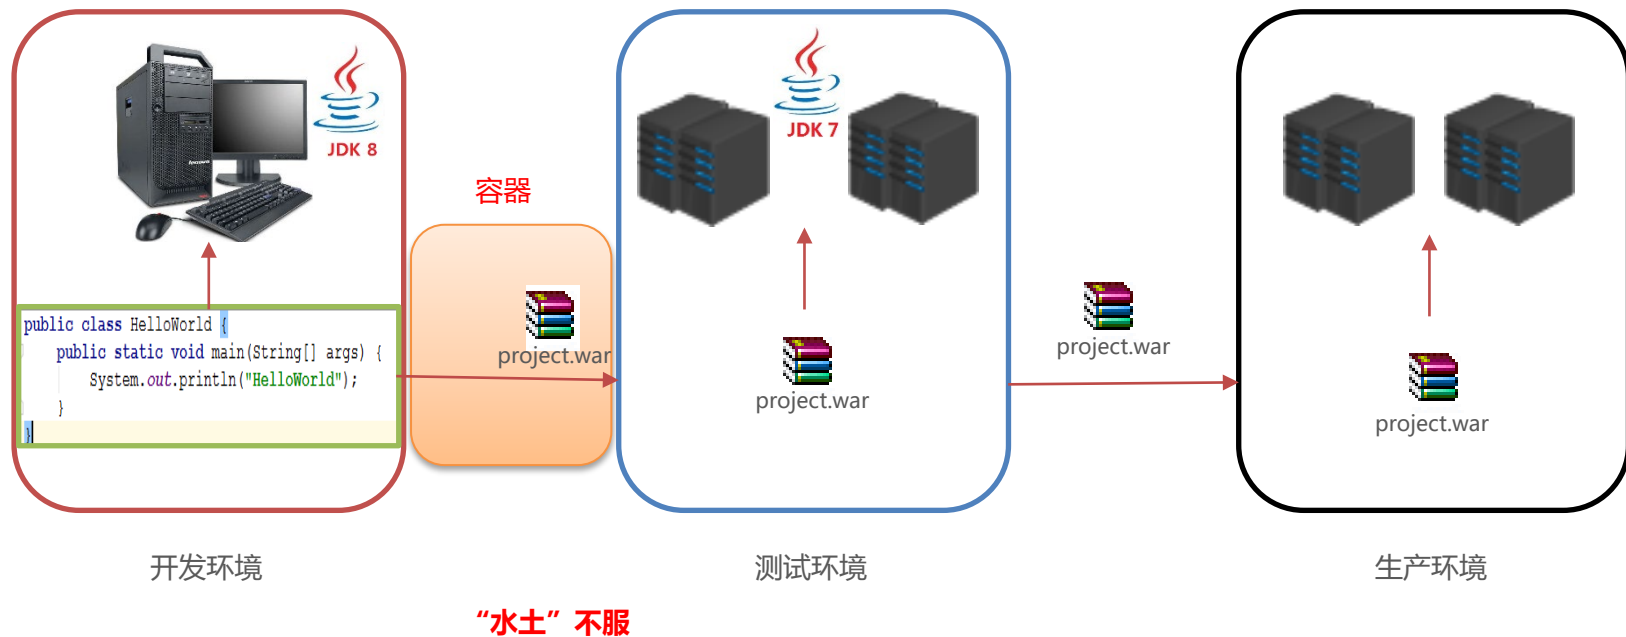 JDK 8
public class HelloWorld {
public static void main(String[] args) {
System.out.println("HelloWorld");
}
}
容器
project.war
JDK 7
project.war
project.war
project.war
开发环境
测试环境
生产环境
“水土”不服